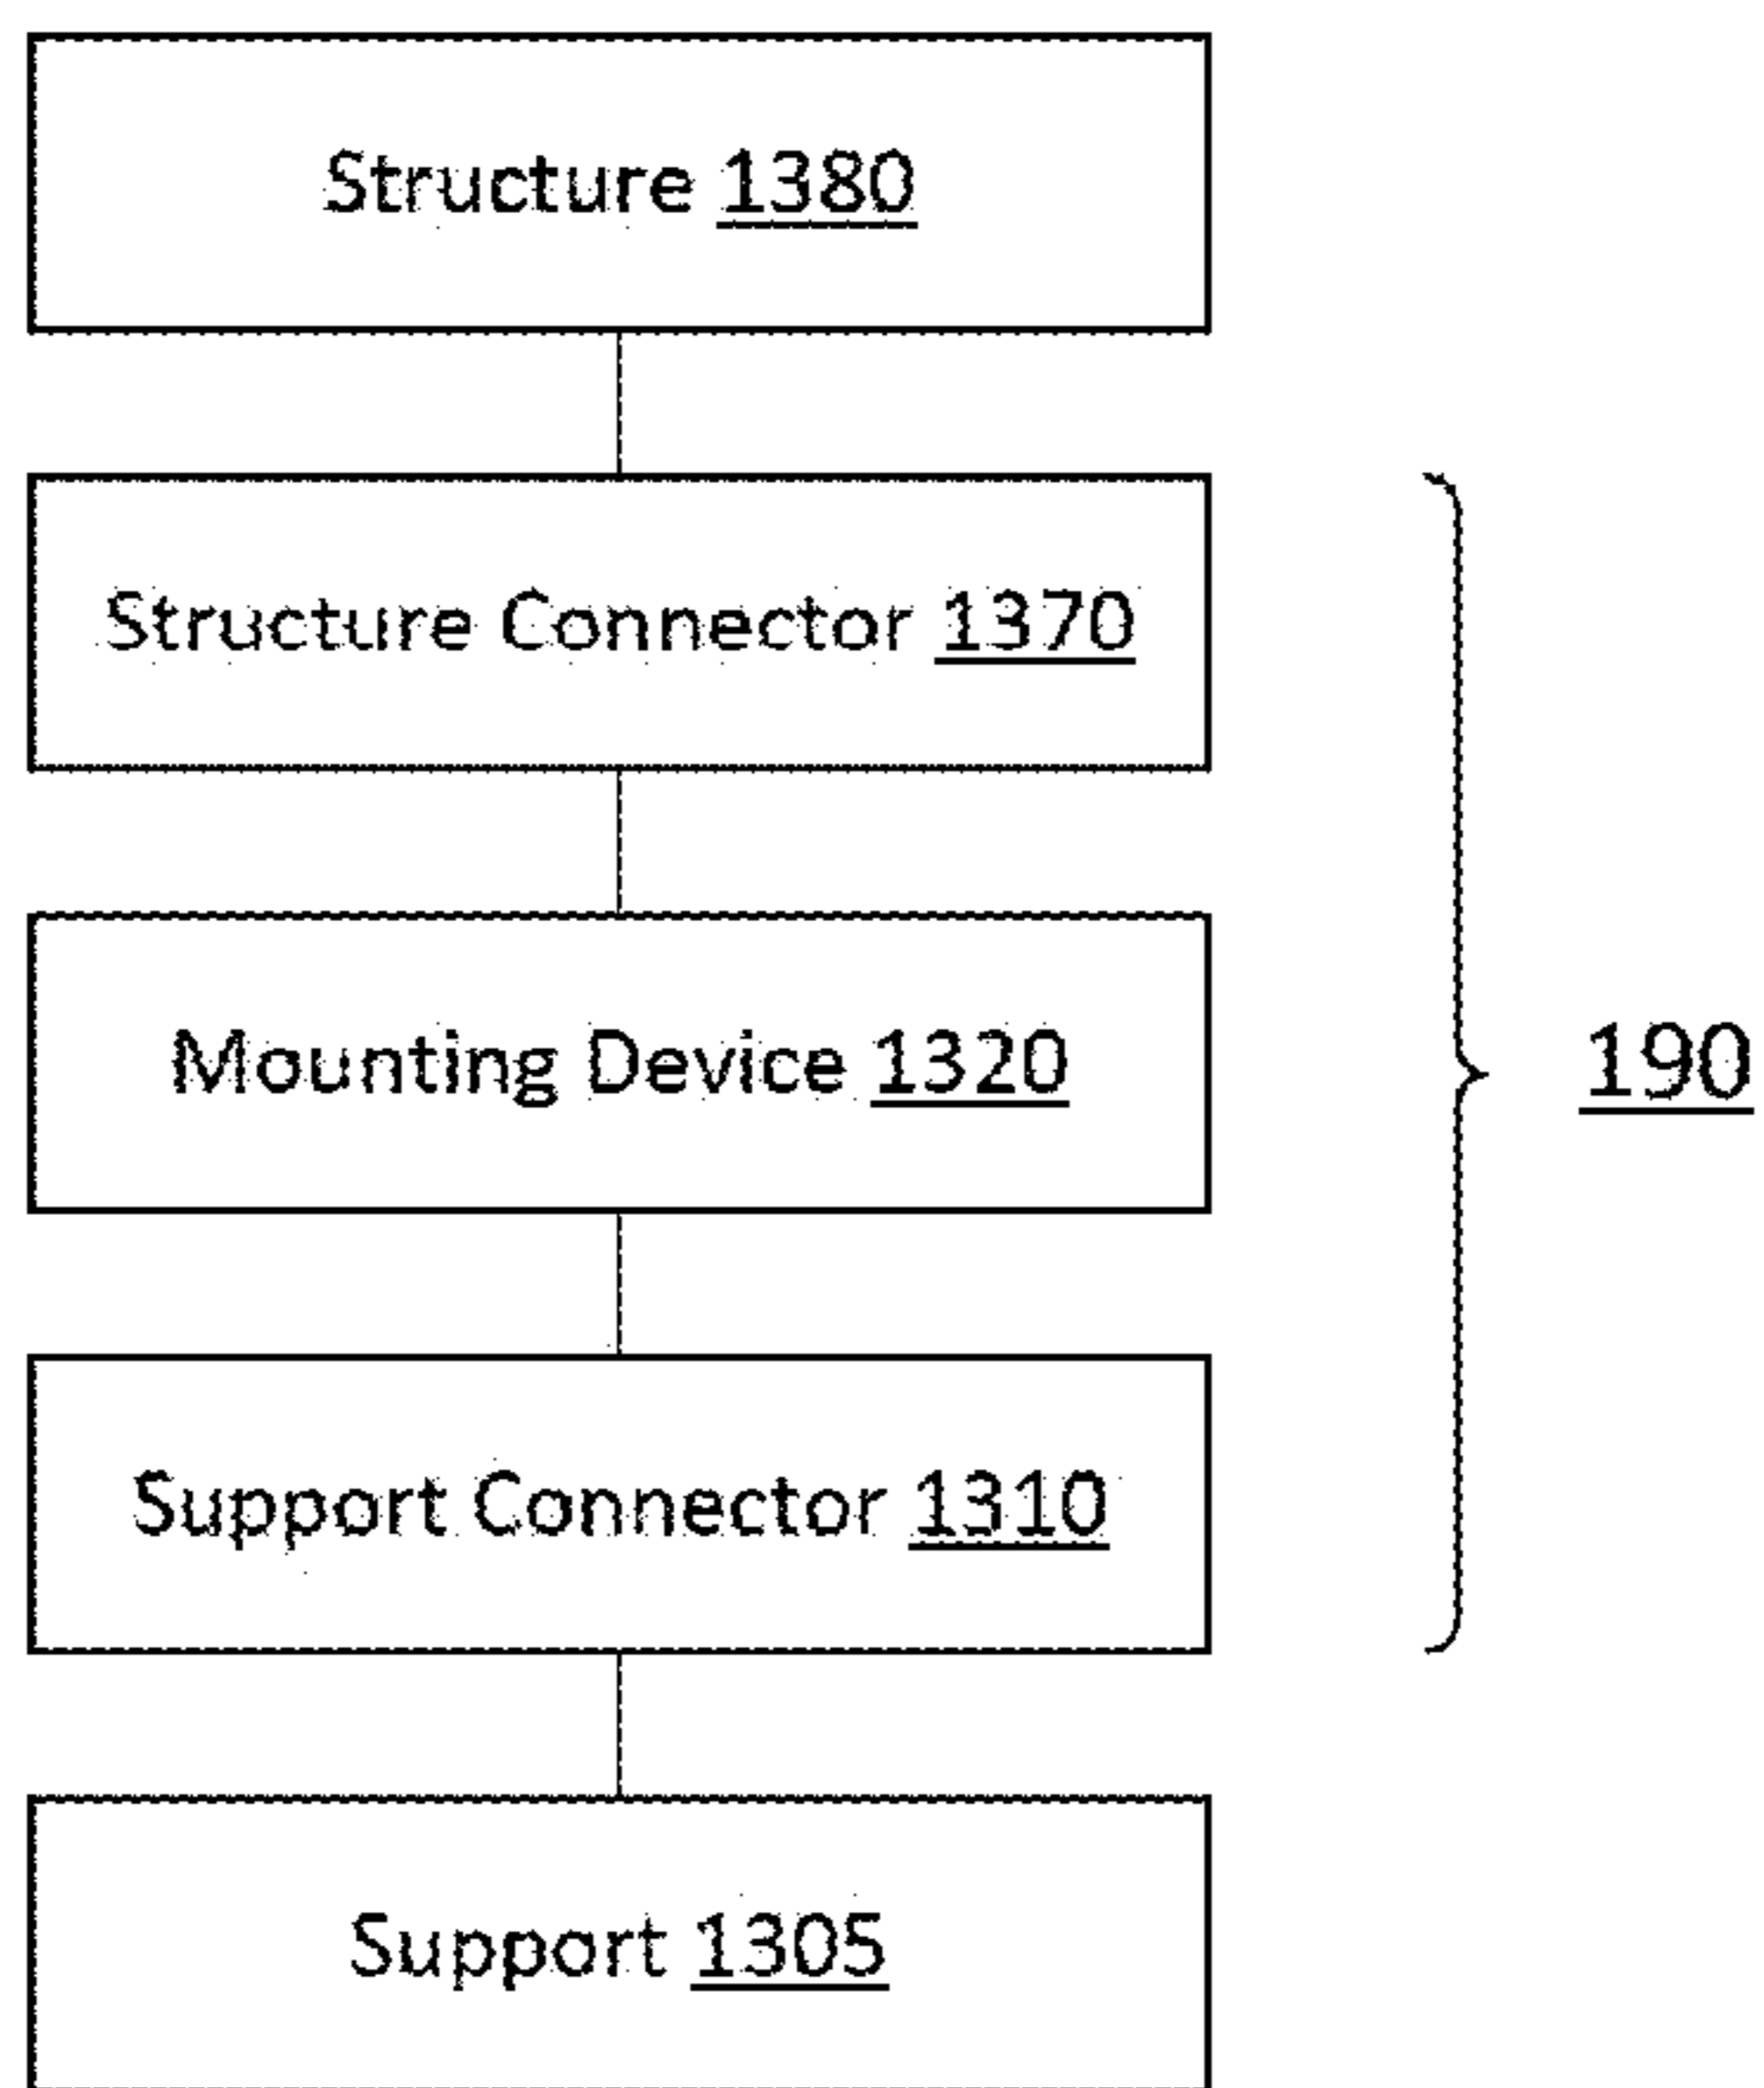 Structure 1380
Structure Connector 1370
Mounting Device 1320
190
Support Connector 1310
Support 1305